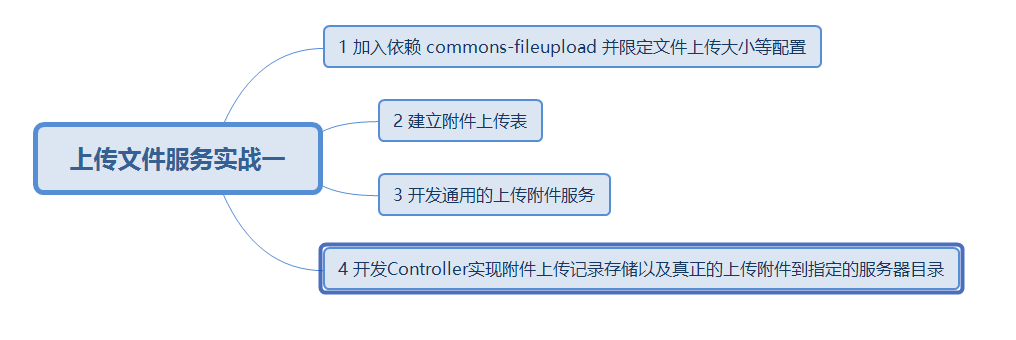 1 加入依赖 commons-fileupload 并限定文件上传大小等配置
2 建立附件上传表
上传文件服务实战一
3 开发通用的上传附件服务
4 开发Controller实现附件上传记录存储以及真正的上传附件到指定的服务器目录